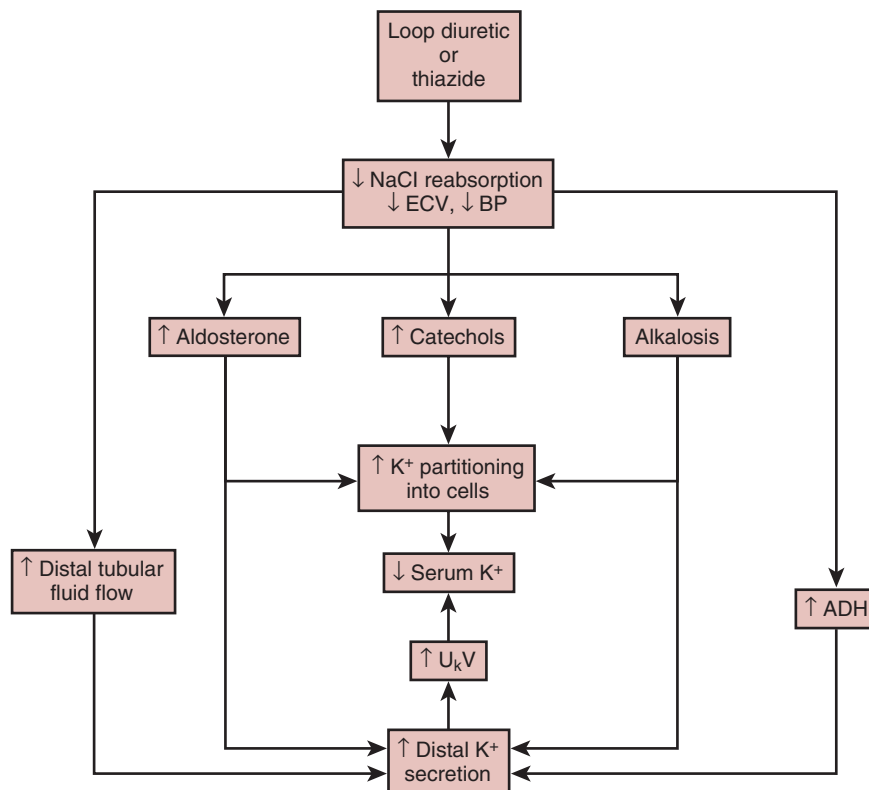 Loop diuretic
or
thiazide
↓ NaCl reabsorption
↓ ECV, ↓ BP
↑ Aldosterone
↑ Catechols
Alkalosis
↑ K⁺ partitioning
into cells
↑ Distal tubular
fluid flow
↓ Serum K⁺
↑ ADH
↑ UₖV
↑ Distal K⁺
secretion